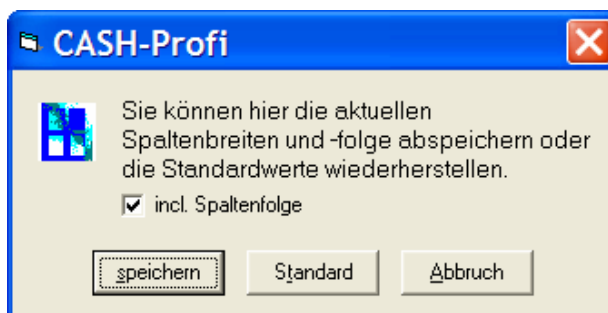 CASH-Profi
Sie können hier die aktuellen
Spaltenbreiten und -folge abspeichern oder
die Standardwerte wiederherstellen.
incl. Spaltenfolge
speichern Standard Abbruch